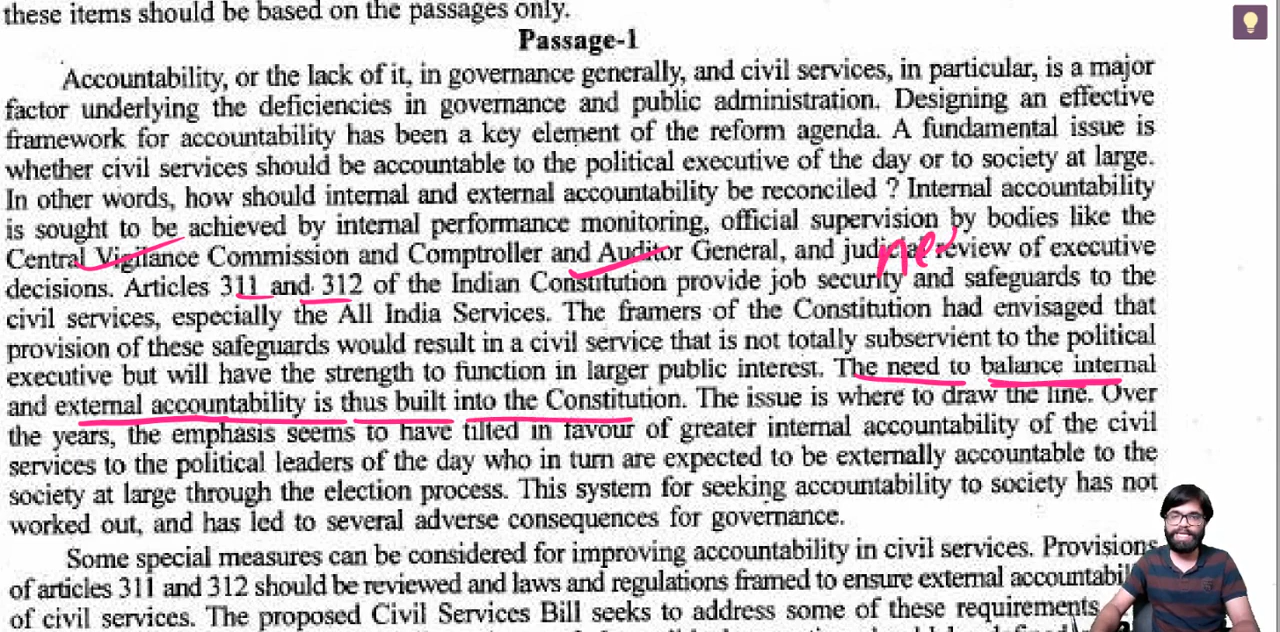 these items should be based on the passages only.
Passage-1
Accountability, or the lack of it, in governance generally, and civil services, in particular, is a major
factor underlying the deficiencies in governance and public administration. Designing an effective
framework for accountability has been a key element of the reform agenda. A fundamental issue is
whether civil services should be accountable to the political executive of the day or to society at large.
In other words, how should internal and external accountability be reconciled ? Internal accountability
is sought to be achieved by internal performance monitoring, official supervision by bodies like the
Central Vigilance Commission and Comptroller and Auditor General, and judicial review of executive
decisions. Articles 311 and 312 of the Indian Constitution provide job security and safeguards to the
civil services, especially the All India Services. The framers of the Constitution had envisaged that
provision of these safeguards would result in a civil service that is not totally subservient to the political
executive but will have the strength to function in larger public interest. The need to balance internal
and external accountability is thus built into the Constitution. The issue is where to draw the line. Over
the years, the emphasis seems to have tilted in favour of greater internal accountability of the civil
services to the political leaders of the day who in turn are expected to be externally accountable to the
society at large through the election process. This system for seeking accountability to society has not
worked out, and has led to several adverse consequences for governance.
Some special measures can be considered for improving accountability in civil services. Provisions
of articles 311 and 312 should be reviewed and laws and regulations framed to ensure external accountabi
of civil services. The proposed Civil Services Bill seeks to address some of these requirements